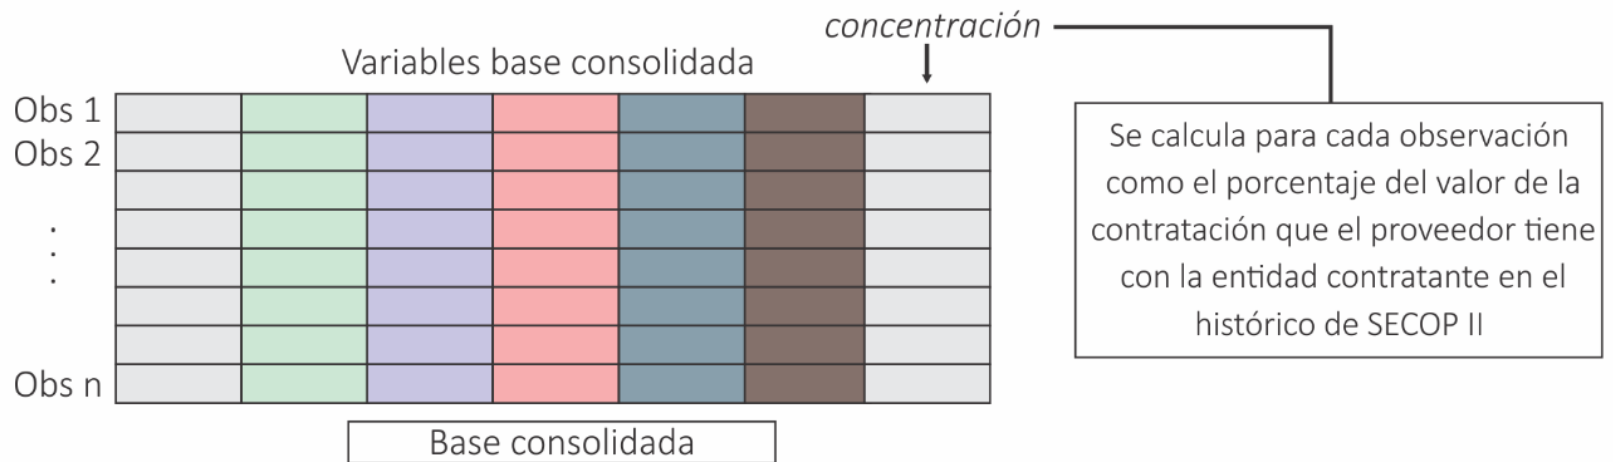 concentración
Variables base consolidada
Obs 1
Obs 2
.
.
.
Obs n
Se calcula para cada observación
como el porcentaje del valor de la
contratación que el proveedor tiene
con la entidad contratante en el
histórico de SECOP II
Base consolidada